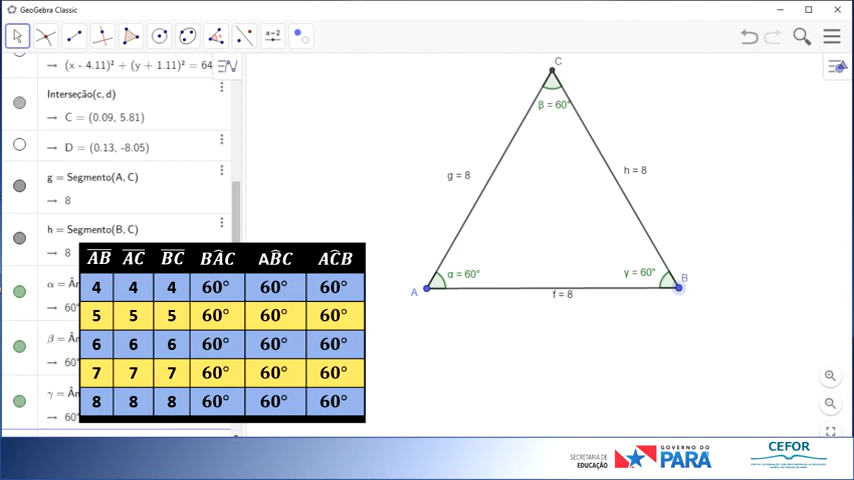 GeoGebra Classic
a=2
→ (x - 4.11)² + (y + 1.11)² = 64
Interseção(c, d)
→ C = (0.09, 5.81)
→ D = (0.13, -8.05)
g = Segmento(A, C)
→ 8
h = Segmento(B, C)
→ 8
α = Ân
→ 60°
β = Ân
→ 60°
γ = Ân
→ 60°
AB AC BC BÂC AB̂C AĈB
4 4 4 60° 60° 60°
5 5 5 60° 60° 60°
6 6 6 60° 60° 60°
7 7 7 60° 60° 60°
8 8 8 60° 60° 60°
C
β = 60°
g = 8
h = 8
α = 60°
γ = 60°
A
B
f = 8
SECRETARIA DE
EDUCAÇÃO
GOVERNO DO
PARÁ
CEFOR